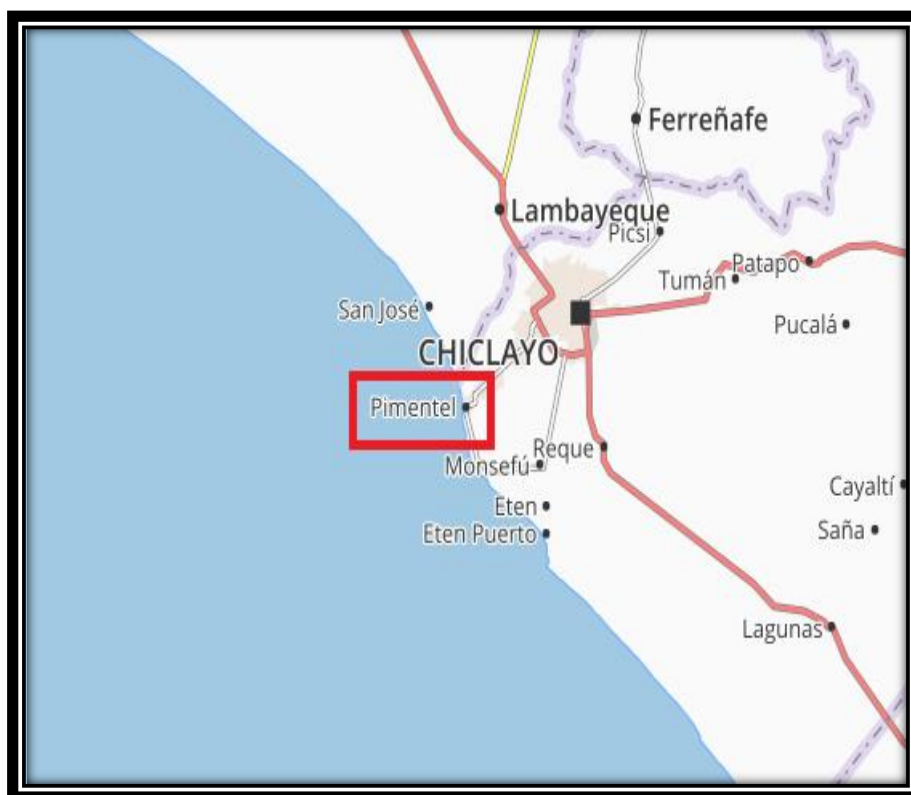 Ferreñafe
Lambayeque
Picsi
Patapo
Tumán
San José
Pucalá
CHICLAYO
Pimentel
Reque
Monsefú
Cayaltí
Eten
Saña
Eten Puerto
Lagunas